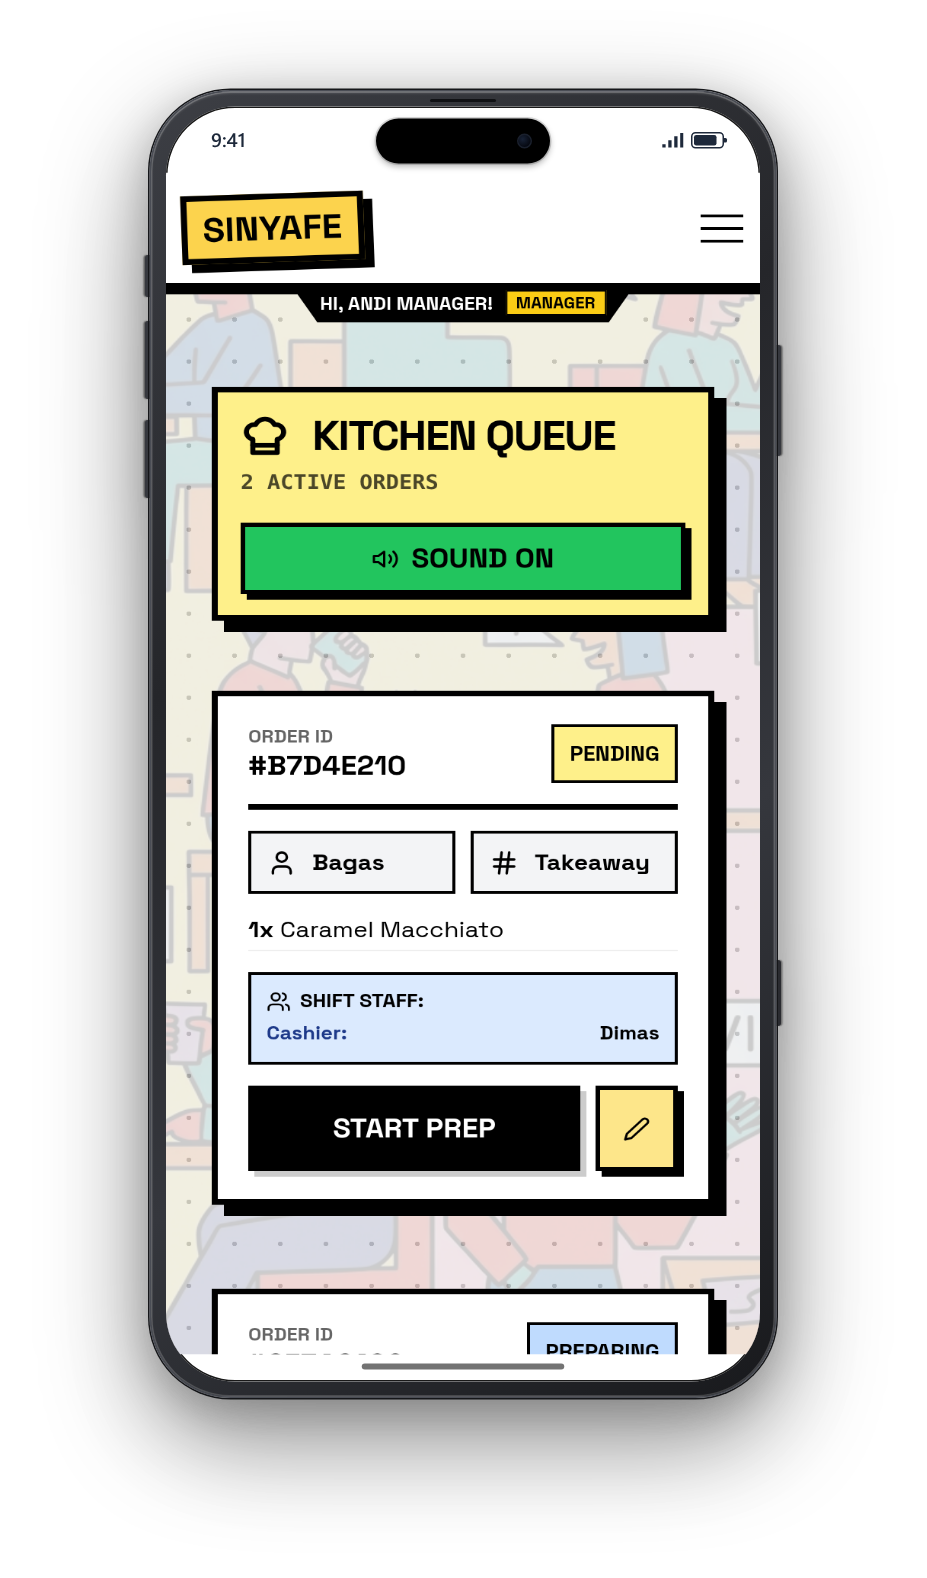 9:41
SINYAFE
HI, ANDI MANAGER! MANAGER
KITCHEN QUEUE
2 ACTIVE ORDERS
SOUND ON
ORDER ID
#B7D4E210
PENDING
Bagas
Takeaway
1x Caramel Macchiato
SHIFT STAFF:
Cashier: Dimas
START PREP
ORDER ID
PREPARING